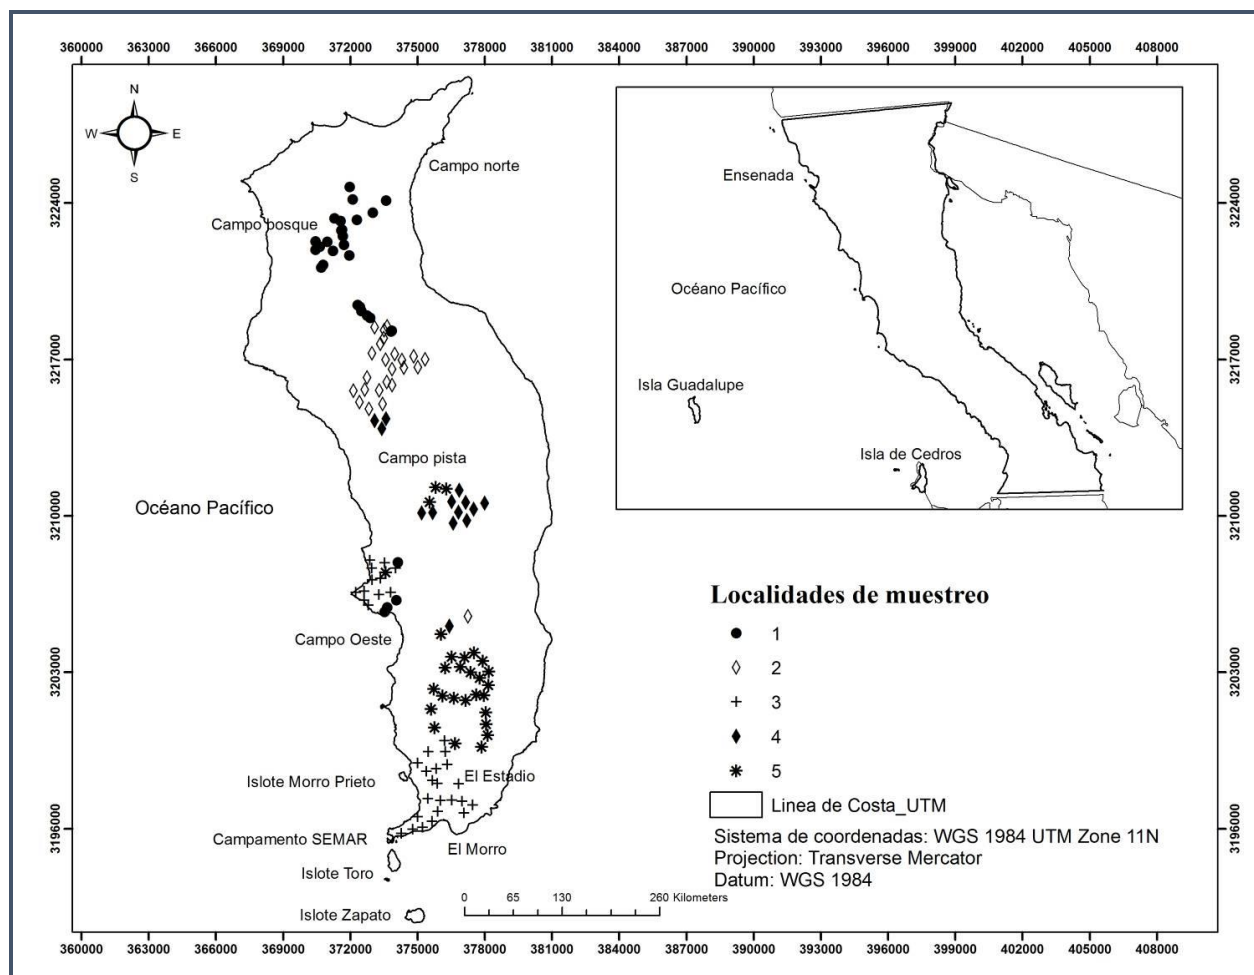 360000 363000 366000 369000 372000 375000 378000 381000 384000 387000 390000 393000 396000 399000 402000 405000 408000
N
W E
S
Campo norte
Ensenada
3224000 3224000
Campo bosque
Océano Pacífico
3217000 3217000
Isla Guadalupe
Isla de Cedros
Campo pista
Océano Pacífico
3210000 3210000
Localidades de muestreo
1
Campo Oeste
2
3203000 3203000
3
4
5
El Estadio
Islote Morro Prieto
Linea de Costa_UTM
3196000 3196000
Campamento SEMAR
Sistema de coordenadas: WGS 1984 UTM Zone 11N
El Morro
Projection: Transverse Mercator
Islote Toro
Datum: WGS 1984
0 65 130 260 Kilometers
Islote Zapato
360000 363000 366000 369000 372000 375000 378000 381000 384000 387000 390000 393000 396000 399000 402000 405000 408000